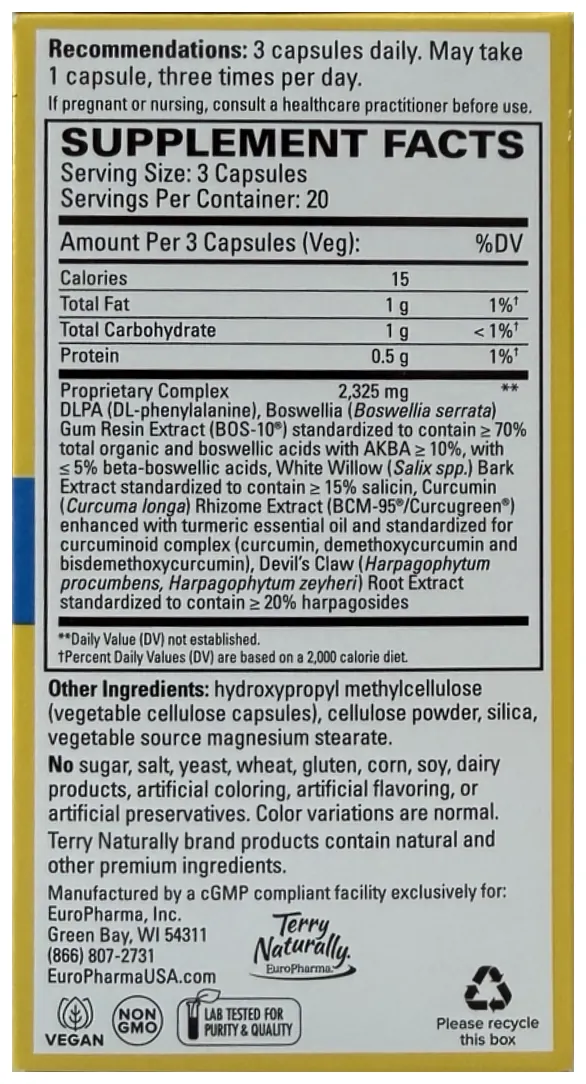 Recommendations: 3 capsules daily. May take
1 capsule, three times per day.
If pregnant or nursing, consult a healthcare practitioner before use.
SUPPLEMENT FACTS
Serving Size: 3 Capsules
Servings Per Container: 20
Amount Per 3 Capsules (Veg): %DV
Calories 15
Total Fat 1 g 1%†
Total Carbohydrate 1 g < 1%†
Protein 0.5 g 1%†
Proprietary Complex 2,325 mg **
DLPA (DL-phenylalanine), Boswellia (Boswellia serrata)
Gum Resin Extract (BOS-10®) standardized to contain ≥ 70%
total organic and boswellic acids with AKBA ≥ 10%, with
≤ 5% beta-boswellic acids, White Willow (Salix spp.) Bark
Extract standardized to contain ≥ 15% salicin, Curcumin
(Curcuma longa) Rhizome Extract (BCM-95®/Curcugreen®)
enhanced with turmeric essential oil and standardized for
curcuminoid complex (curcumin, demethoxycurcumin and
bisdemethoxycurcumin), Devil's Claw (Harpagophytum
procumbens, Harpagophytum zeyheri) Root Extract
standardized to contain ≥ 20% harpagosides
**Daily Value (DV) not established.
†Percent Daily Values (DV) are based on a 2,000 calorie diet.
Other Ingredients: hydroxypropyl methylcellulose
(vegetable cellulose capsules), cellulose powder, silica,
vegetable source magnesium stearate.
No sugar, salt, yeast, wheat, gluten, corn, soy, dairy
products, artificial coloring, artificial flavoring, or
artificial preservatives. Color variations are normal.
Terry Naturally brand products contain natural and
other premium ingredients.
Manufactured by a cGMP compliant facility exclusively for:
EuroPharma, Inc.
Green Bay, WI 54311
(866) 807-2731
EuroPharmaUSA.com
Terry
Naturally.
EuroPharma
VEGAN
NON
GMO
LAB TESTED FOR
PURITY & QUALITY
Please recycle
this box